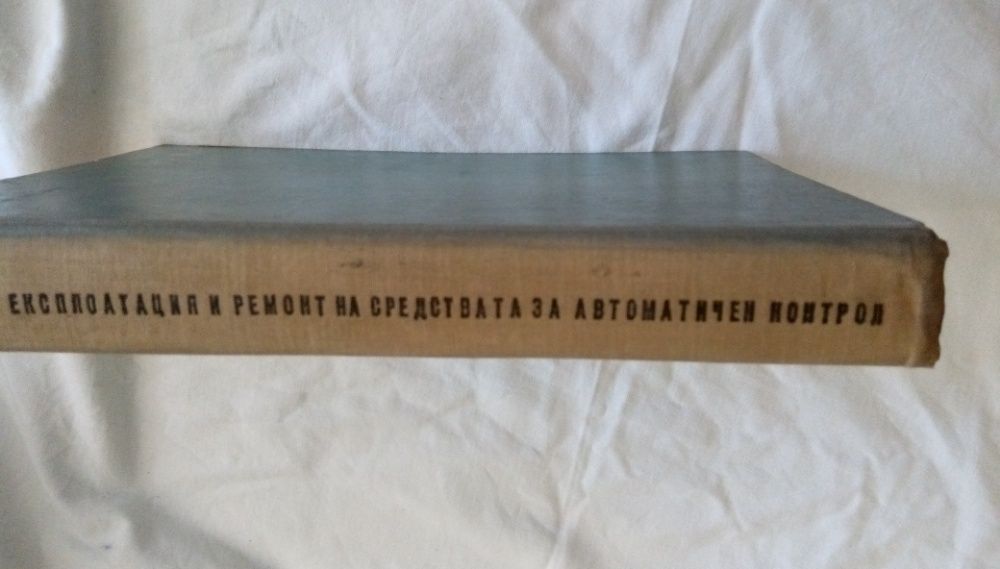 ЕКСПЛОАТАЦИЯ И РЕМОНТ НА СРЕДСТВАТА ЗА АВТОМАТИЧЕН КОНТРОЛ